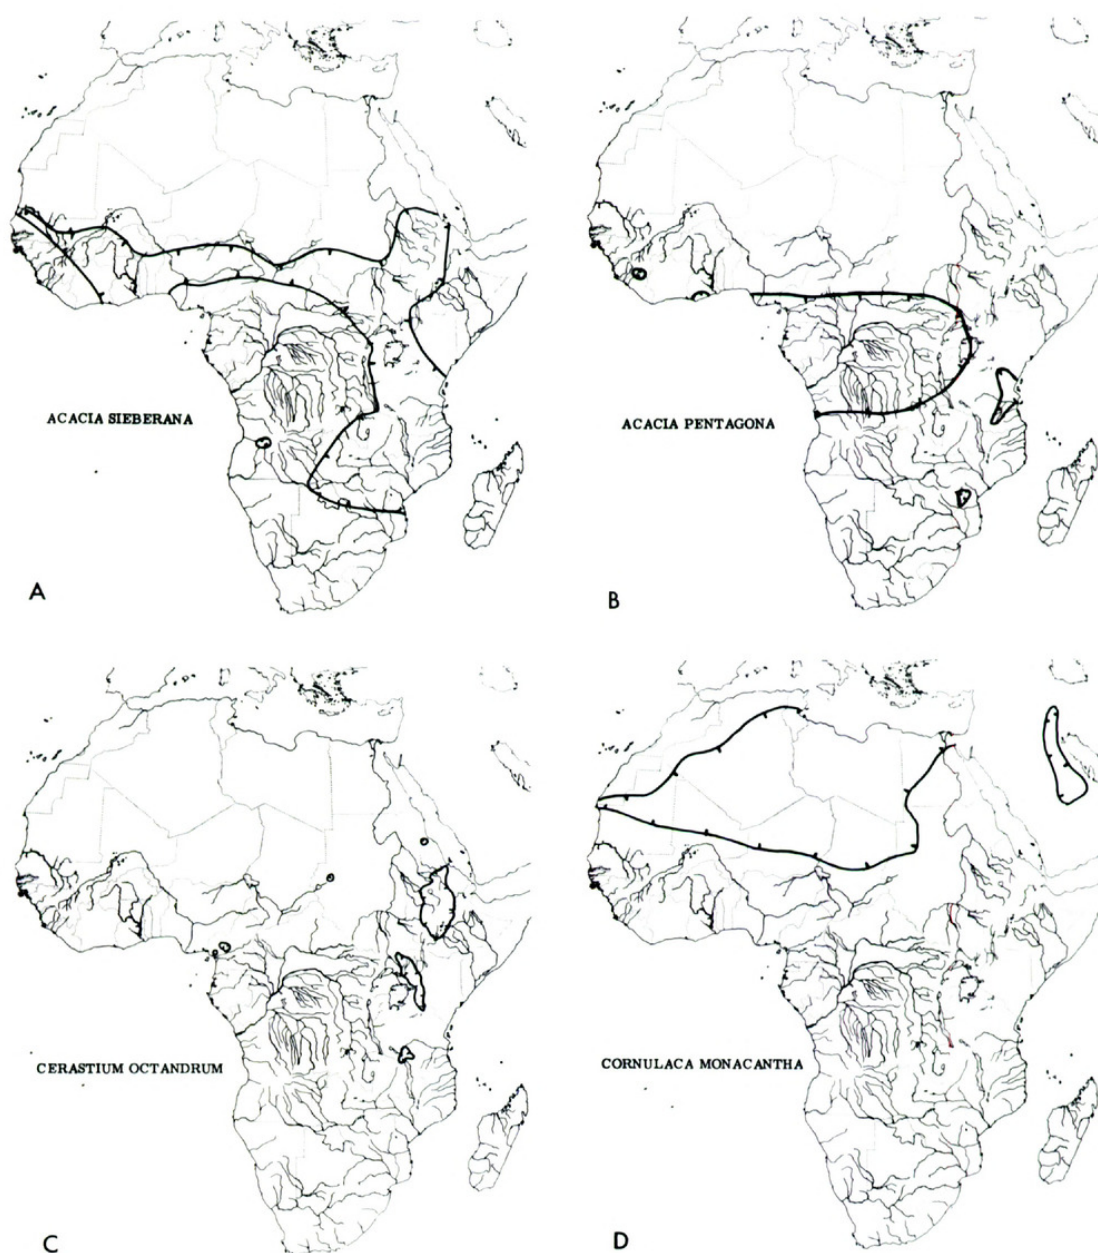 ACACIA SIEBERANA
A
ACACIA PENTAGONA
B
CERASTIUM OCTANDRUM
C
CORNULACA MONACANTHA
D